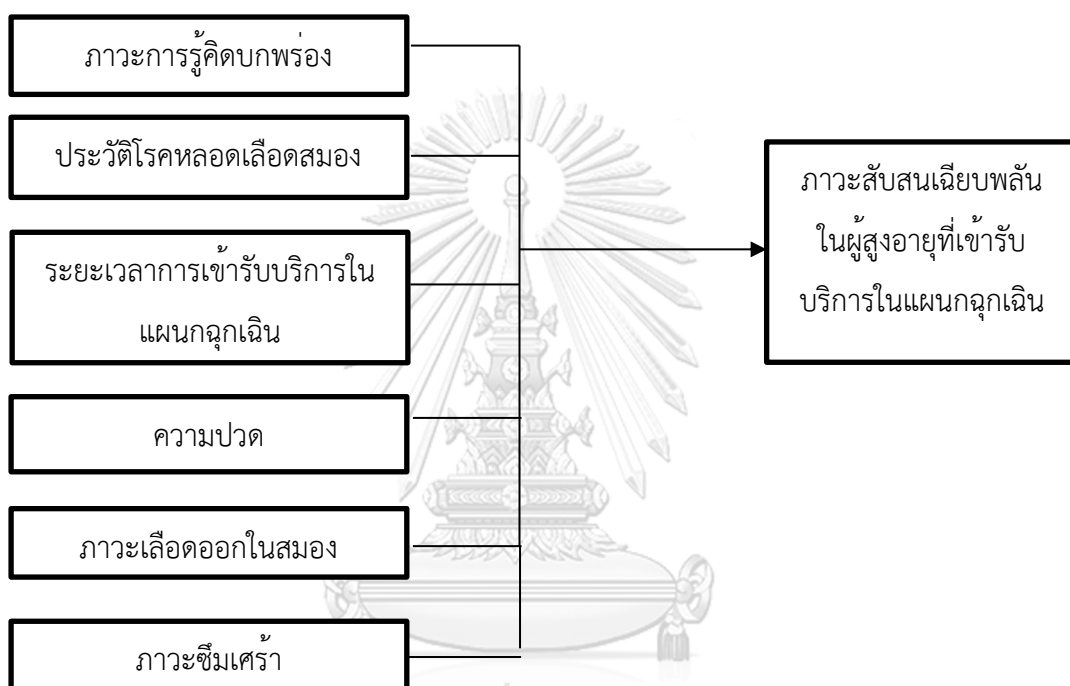 ภาวะการรู้คิดบกพร่อง
ประวัติโรคหลอดเลือดสมอง
ระยะเวลาการเข้ารับบริการใน
แผนกฉุกเฉิน
ความปวด
ภาวะเลือดออกในสมอง
ภาวะซึมเศร้า
ภาวะสับสนเฉียบพลัน
ในผู้สูงอายุที่เข้ารับ
บริการในแผนกฉุกเฉิน